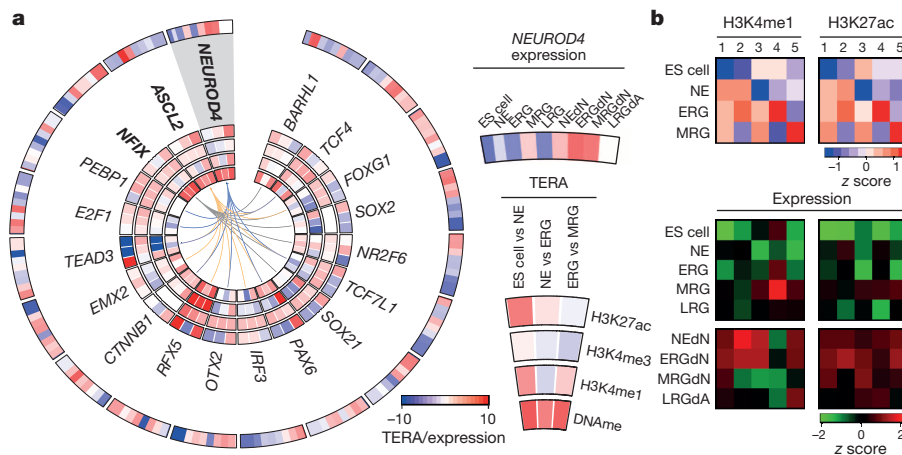 a
NEUROD4
ASCL2
NFIX
PEBP1
E2F1
TEAD3
EMX2
CTNNB1
RFX5
OTX2
IRF3
PAX6
SOX21
TCF7L1
NR2F6
SOX2
FOXG1
TCF4
BARHL1
−10 0 10
TERA/expression
NEUROD4
expression
ES cell
NE
ERG
MRG
LRG
NEdN
ERGdN
MRGdN
LRGdA
TERA
ES cell vs NE
NE vs ERG
ERG vs MRG
H3K27ac
H3K4me3
H3K4me1
DNAme
b
H3K4me1 H3K27ac
1 2 3 4 5 1 2 3 4 5
ES cell
NE
ERG
MRG
−1 0 1
z score
Expression
ES cell
NE
ERG
MRG
LRG
NEdN
ERGdN
MRGdN
LRGdA
−2 0 2
z score